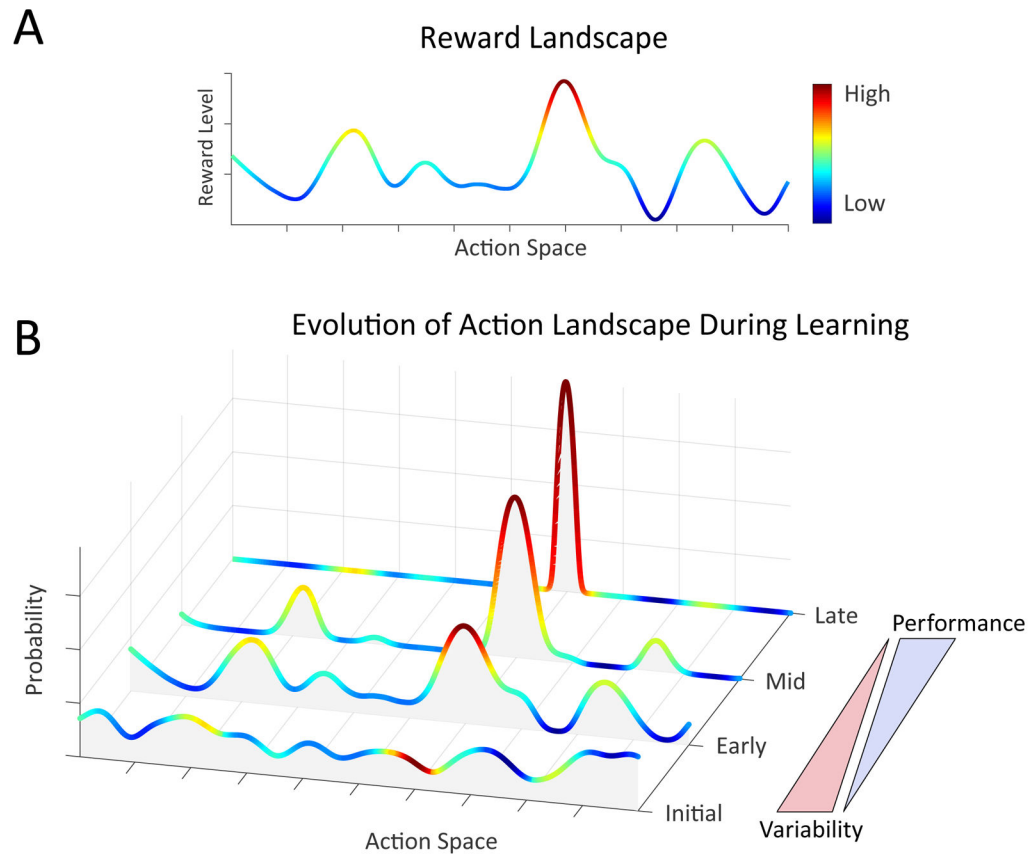 A
Reward Landscape
Reward Level
High
Low
Action Space
B
Evolution of Action Landscape During Learning
Probability
Late
Performance
Mid
Early
Initial
Variability
Action Space